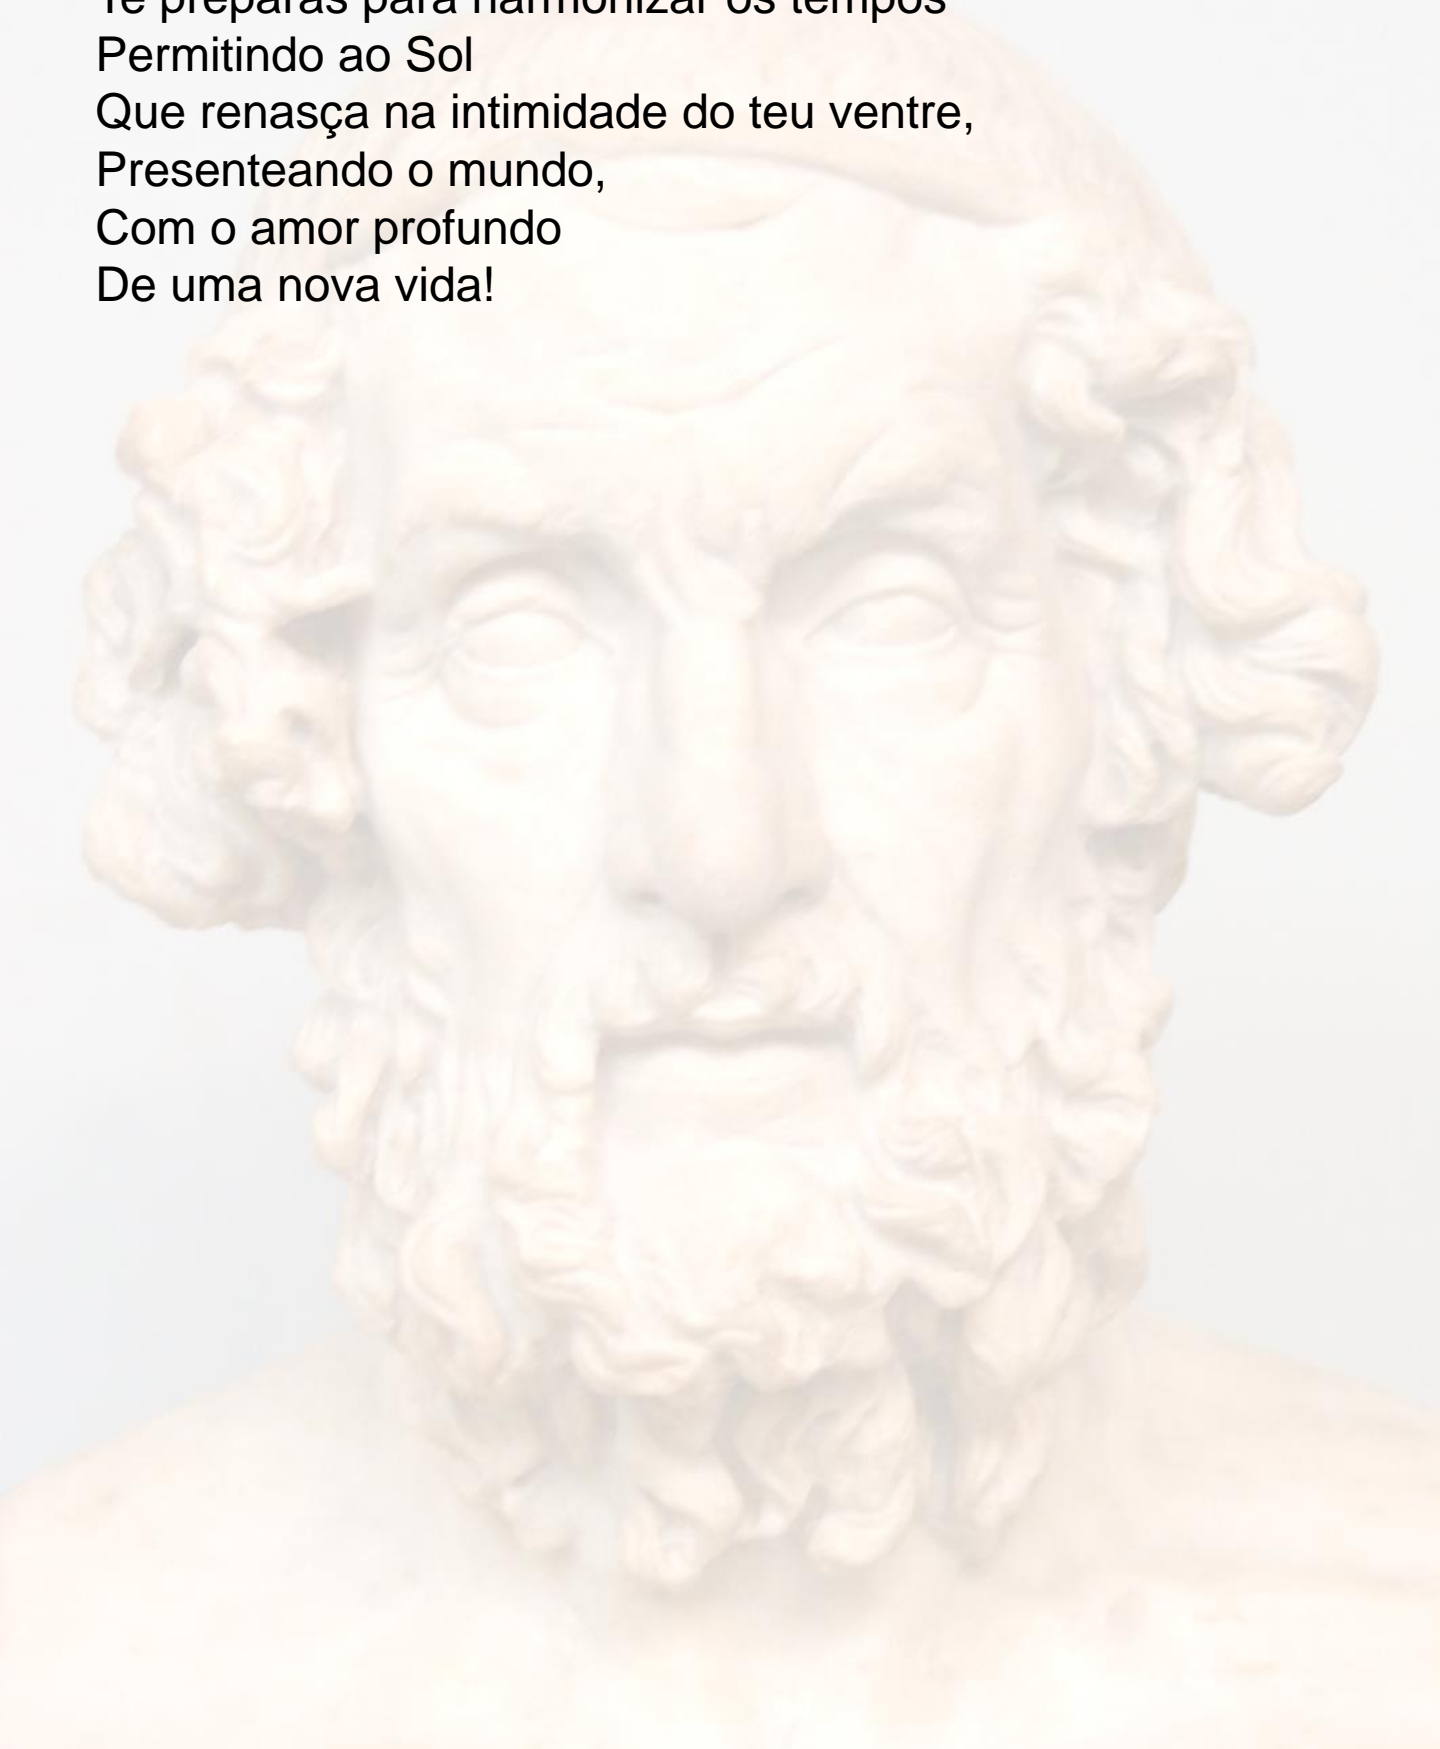 Te preparas para harmonizar os tempos
Permitindo ao Sol
Que renasça na intimidade do teu ventre,
Presenteando o mundo,
Com o amor profundo
De uma nova vida!